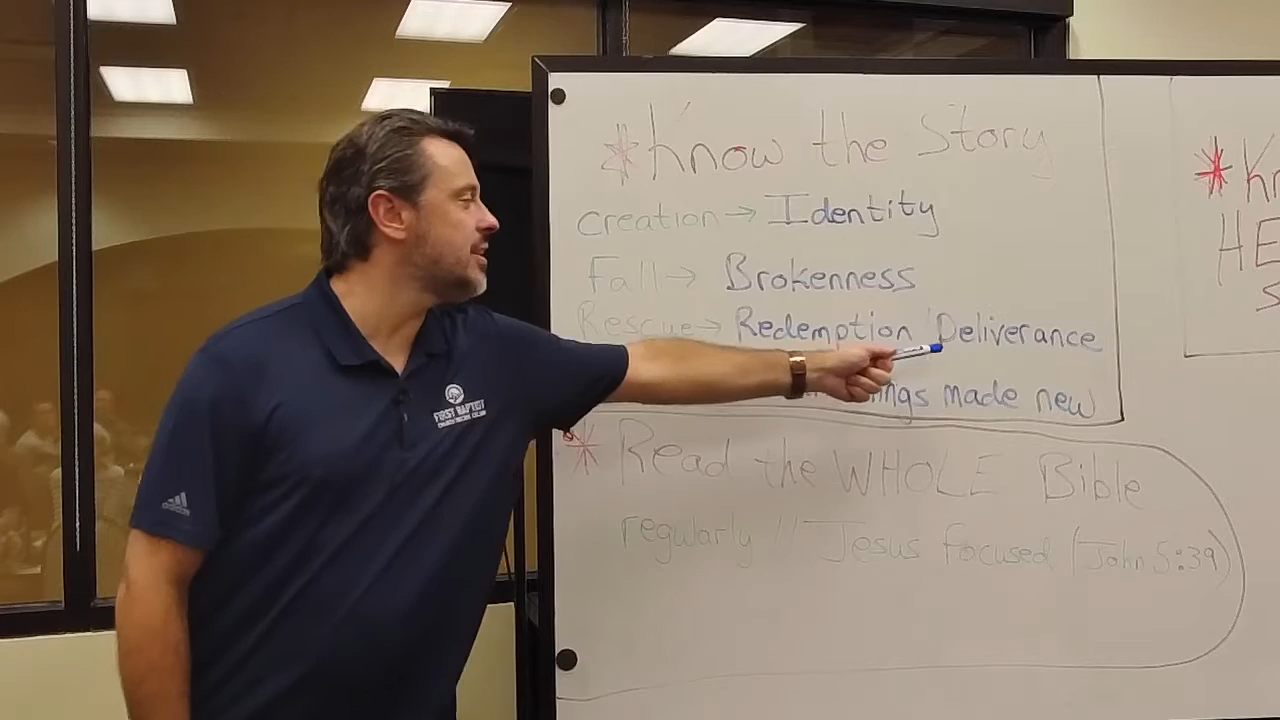 *Know the Story
creation → Identity
Fall → Brokenness
Rescue → Redemption Deliverance
made new
* Read the WHOLE Bible
regularly // Jesus focused (John 5:39)
FIRST BAPTIST
adidas